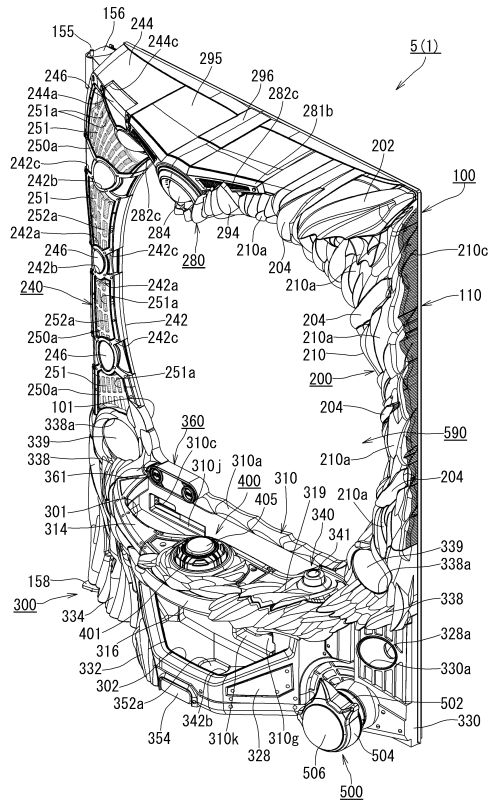 156
155
244
244c
5(1)
246
295
244a
296
251a
282c
251
281b
250a
242c
202
242b
100
251
252a
242a
282c
284
294
210c
246
242c
280
210a
204
242b
210a
110
240
242a
251a
204
252a
242
210a
250a
210
246
242c
200
251
251a
204
250a
101
590
338a
360
339
310c
210a
338
310j
310a
310
204
361
400
319
405
340
210a
301
341
314
339
338a
158
338
300
334
328a
401
316
330a
332
302
502
352a
330
354
342b
310g
504
310k
328
506
500